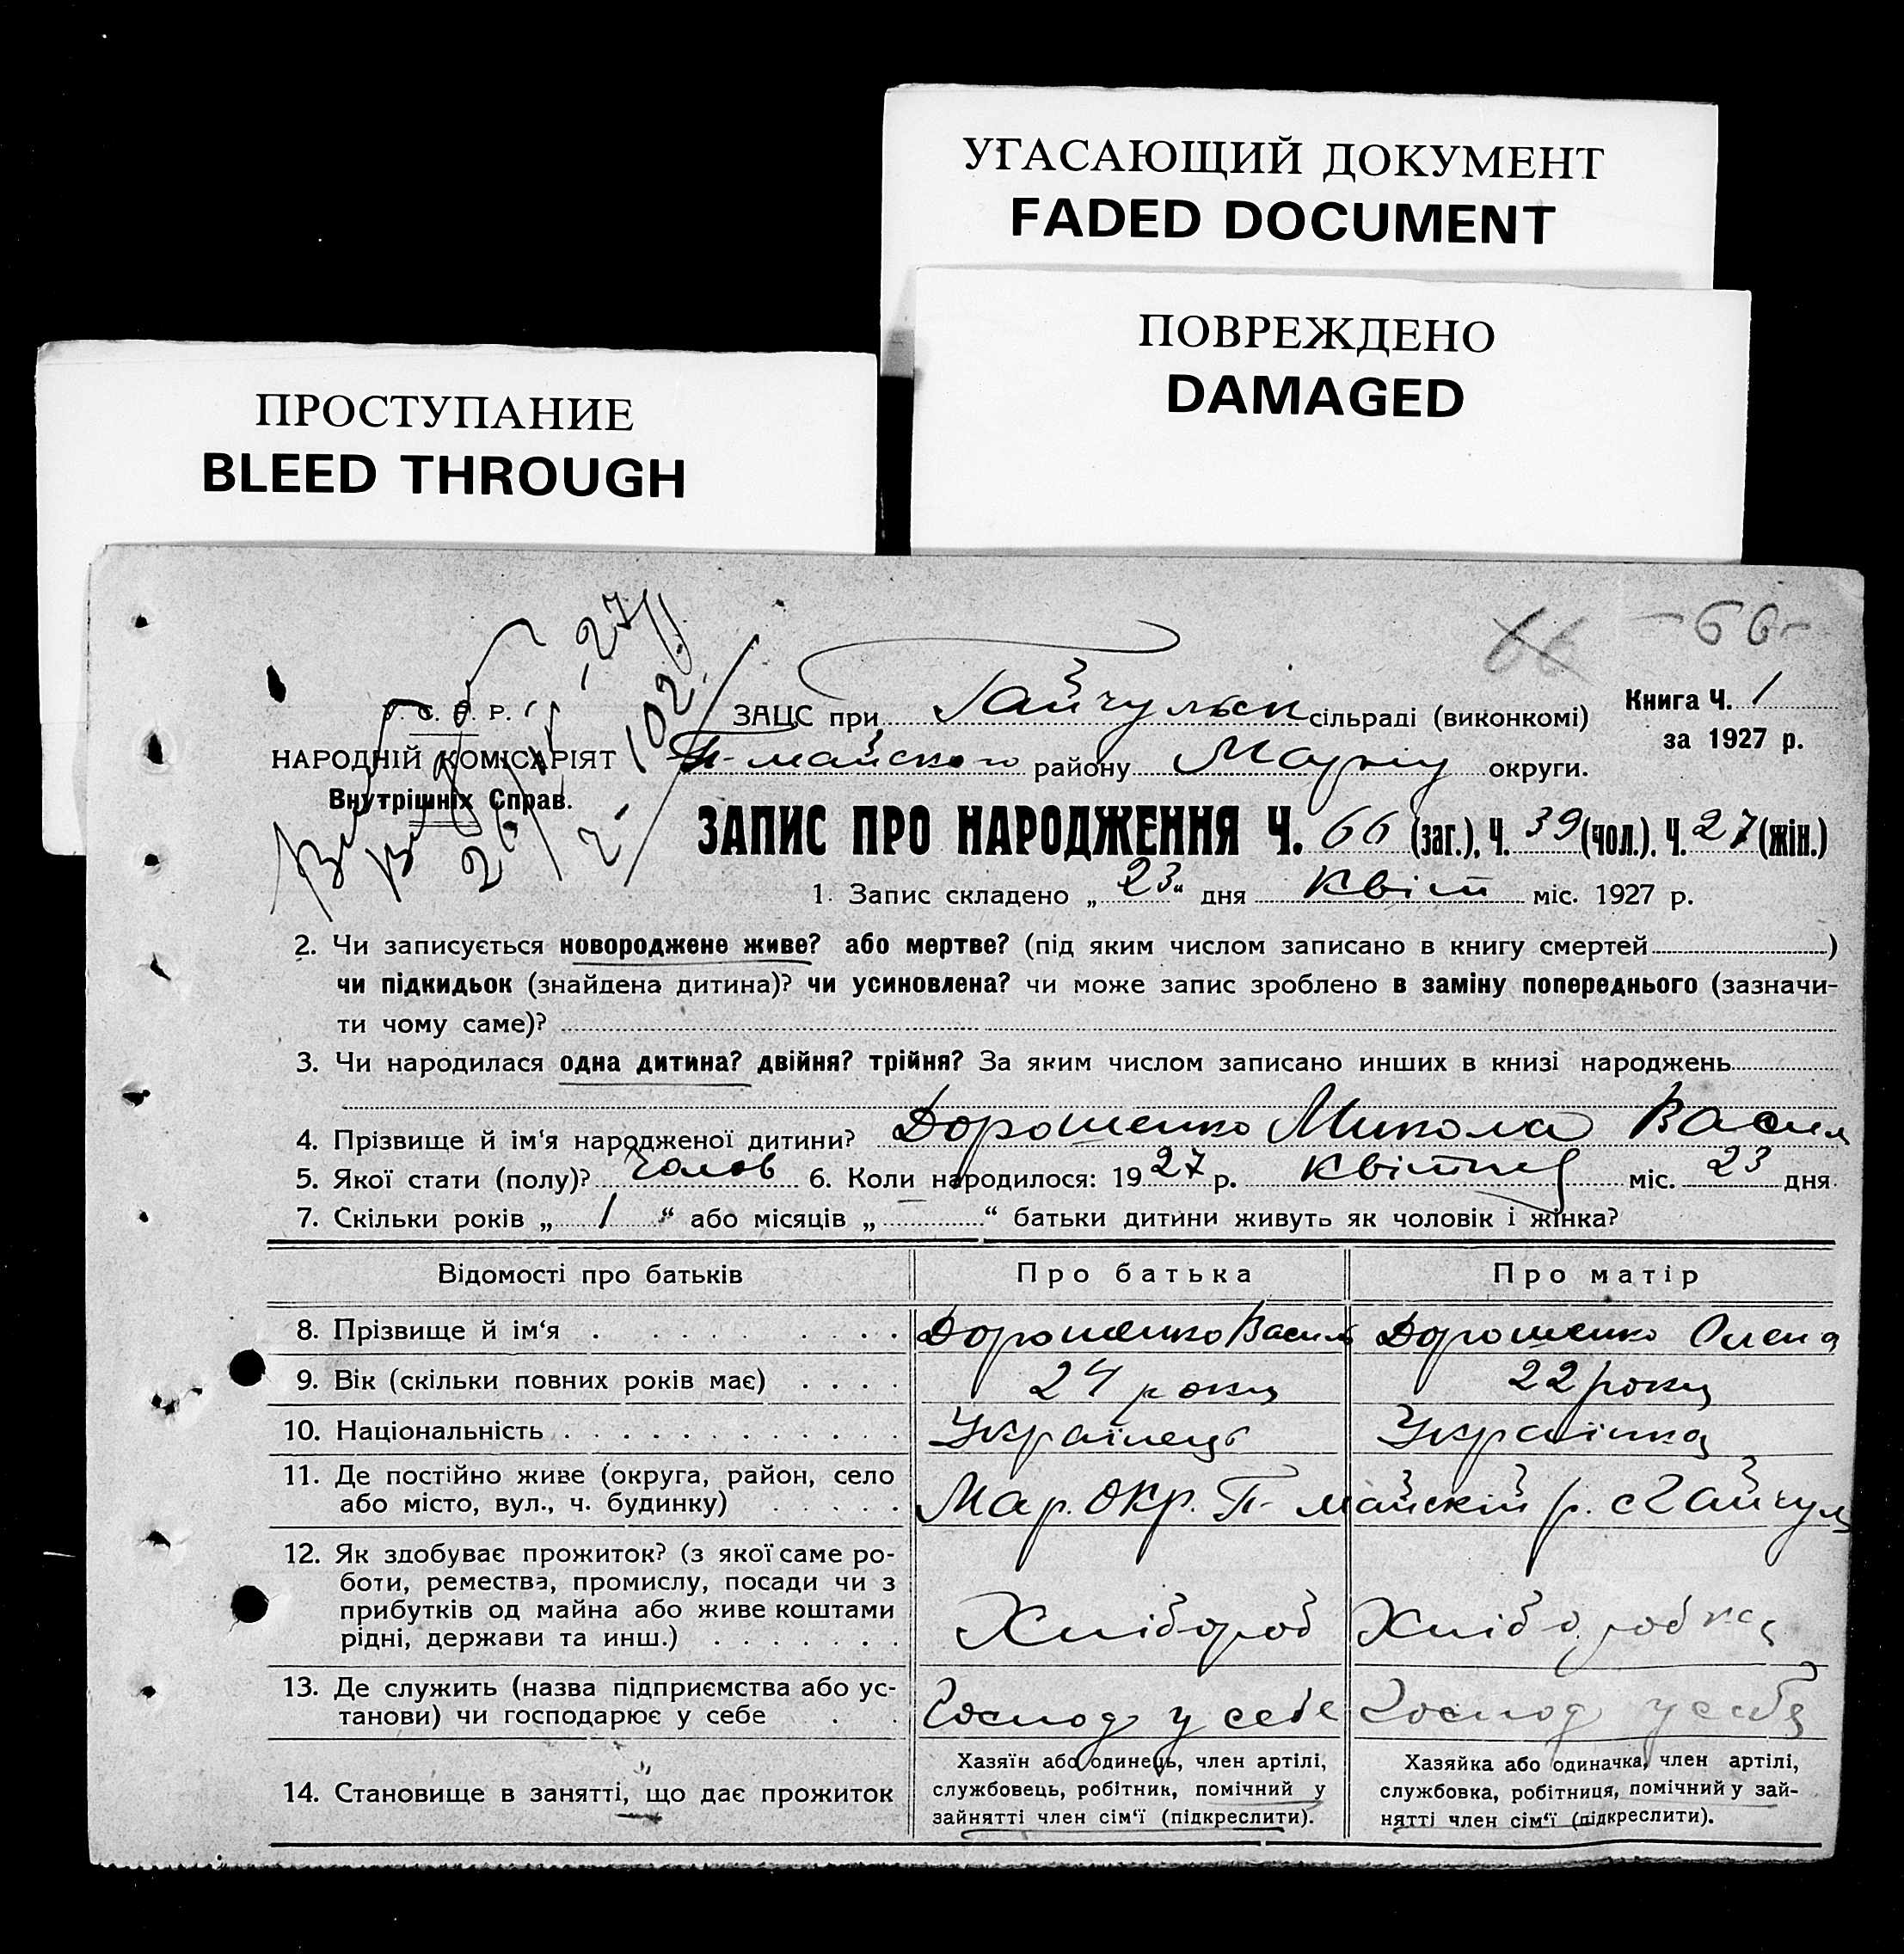 УГАСАЮЩИЙ ДОКУМЕНТ
FADED DOCUMENT
ПОВРЕЖДЕНО
DAMAGED
ПРОСТУПАНИЕ
BLEED THROUGH
66 -66-
У. С. С. Р.
НАРОДНІЙ КОМІСАРІЯТ
Внутрішніх Справ.
ЗАЦС при Гайчульск сільраді (виконкомі)
П-майского району Маріу округи.
Книга Ч. 1
за 1927 р.
ЗАПИС ПРО НАРОДЖЕННЯ Ч. 66 (заг.), Ч. 39 (чол.). Ч. 27 (жін.)
1. Запис складено „23“ дня Квіт міс. 1927 р.
2. Чи записується новороджене живе? або мертве? (під яким числом записано в книгу смертей )
чи підкидьок (знайдена дитина)? чи усиновлена? чи може запис зроблено в заміну попереднього (зазначи-
ти чому саме)?
3. Чи народилася одна дитина? двійня? трійня? За яким числом записано инших в книзі народжень
4. Прізвище й ім‘я народженої дитини? Дорошенко Микола Васил
5. Якої стати (полу)? Чолов 6. Коли народилося: 1927 р. Квітня міс. 23 дня
7. Скільки років „ 1 “ або місяців „ “ батьки дитини живуть як чоловік і жінка?
Відомості про батьків Про батька Про матір
8. Прізвище й ім‘я Дорошенко Василь Дорошенко Олена
9. Вік (скільки повних років має) 24 роки 22 роки
10. Національність Українець Українка
11. Де постійно живе (округа, район, село
або місто, вул., ч. будинку) Мар. Окр. П-майскій р. с Гайчул
12. Як здобуває прожиток? (з якої саме ро-
боти, ремества, промислу, посади чи з
прибутків од майна або живе коштами
рідні, держави та инш.) Хлібороб Хліборобка
13. Де служить (назва підприємства або ус-
танови) чи господарює у себе Господ у себе Господ у себе
14. Становище в занятті, що дає прожиток
Хазяїн або одинець, член артілі,
службовець, робітник, помічний у
зайнятті член сім‘ї (підкреслити).
Хазяйка або одиначка, член артілі,
службовка, робітниця, помічний у зай-
нятті член сім‘ї (підкреслити).